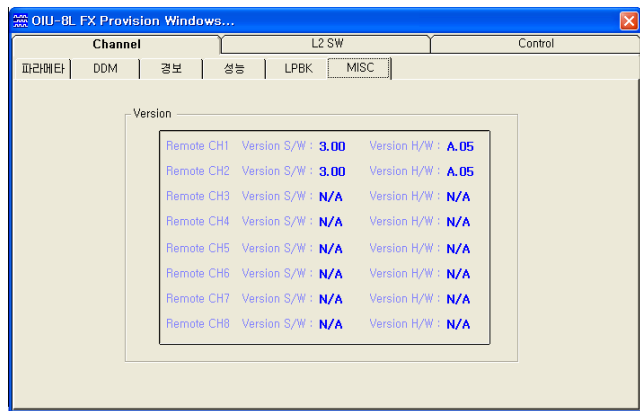 OIU-8L FX Provision Windows...
Channel L2 SW Control
파라메타 DDM 경보 성능 LPBK MISC
Version
Remote CH1 Version S/W : 3.00 Version H/W : A.05
Remote CH2 Version S/W : 3.00 Version H/W : A.05
Remote CH3 Version S/W : N/A Version H/W : N/A
Remote CH4 Version S/W : N/A Version H/W : N/A
Remote CH5 Version S/W : N/A Version H/W : N/A
Remote CH6 Version S/W : N/A Version H/W : N/A
Remote CH7 Version S/W : N/A Version H/W : N/A
Remote CH8 Version S/W : N/A Version H/W : N/A